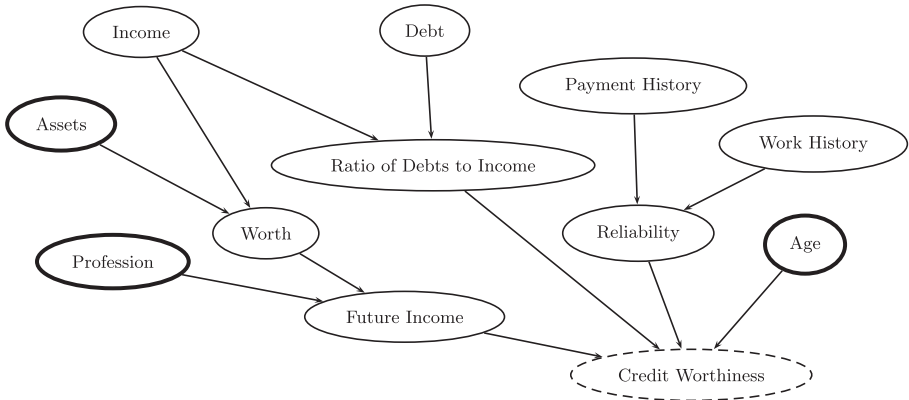 Income
Debt
Payment History
Assets
Work History
Ratio of Debts to Income
Worth
Reliability
Age
Profession
Future Income
Credit Worthiness